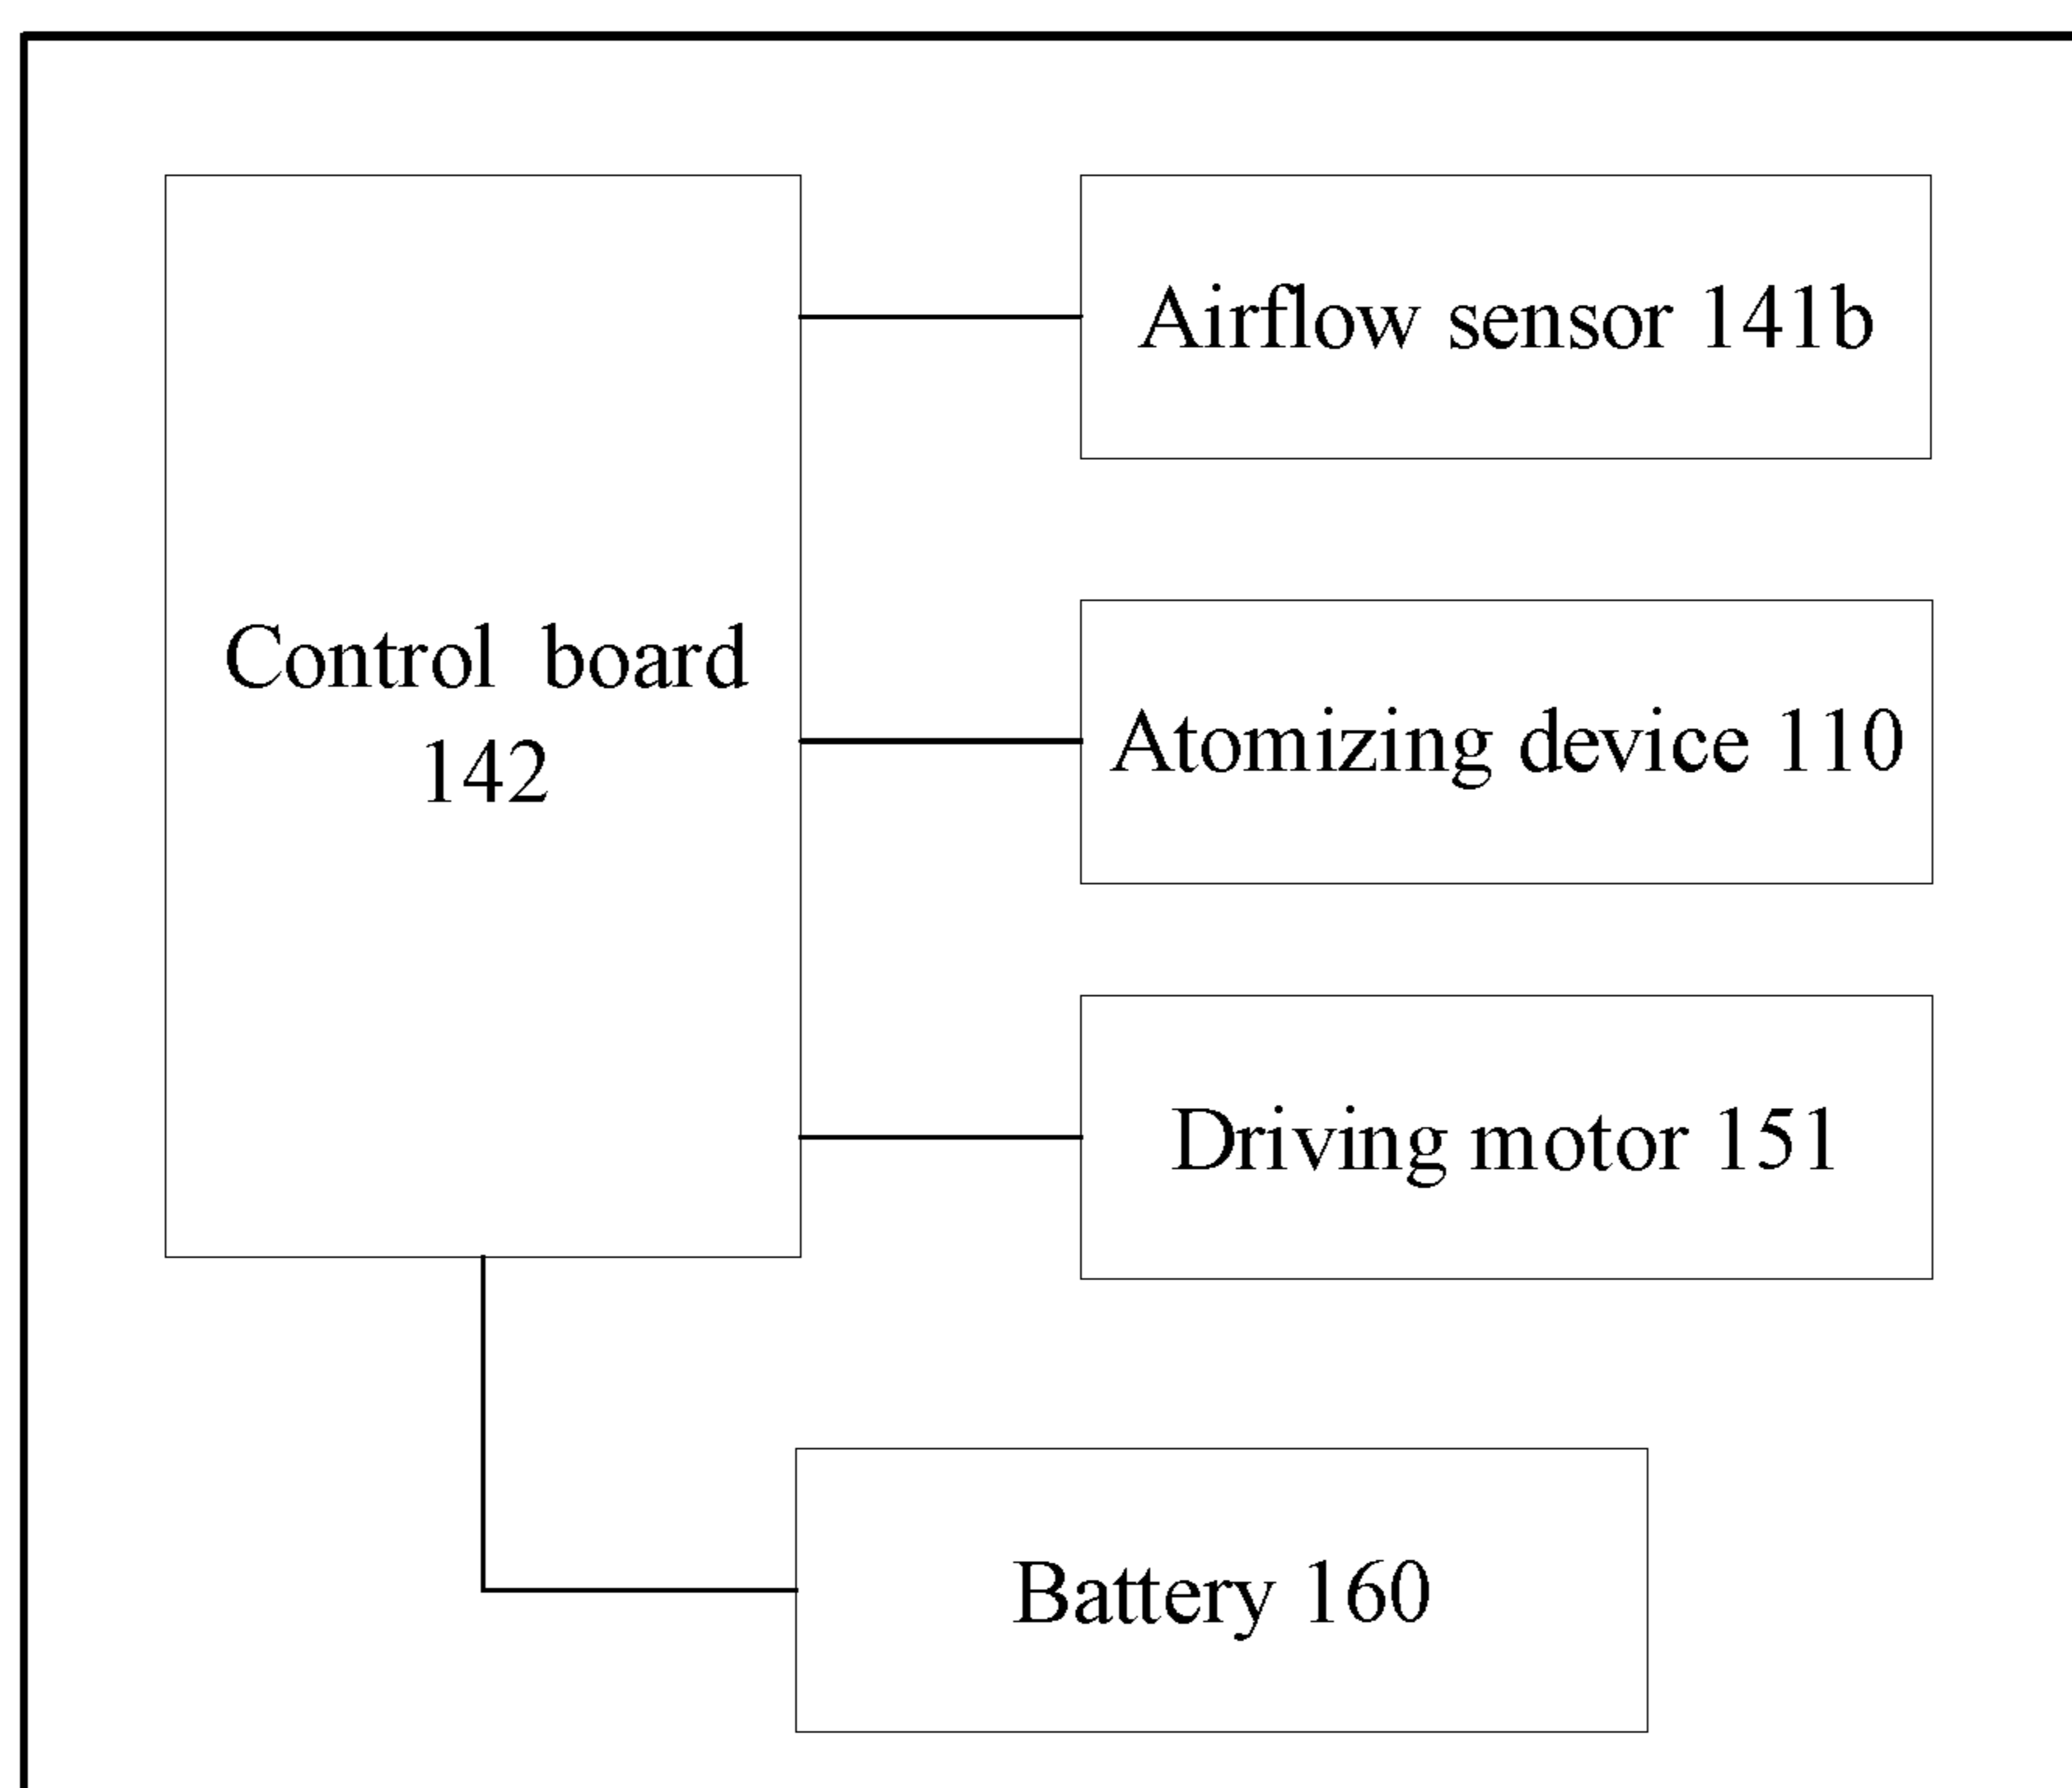 Control board
142
Airflow sensor 141b
Atomizing device 110
Driving motor 151
Battery 160